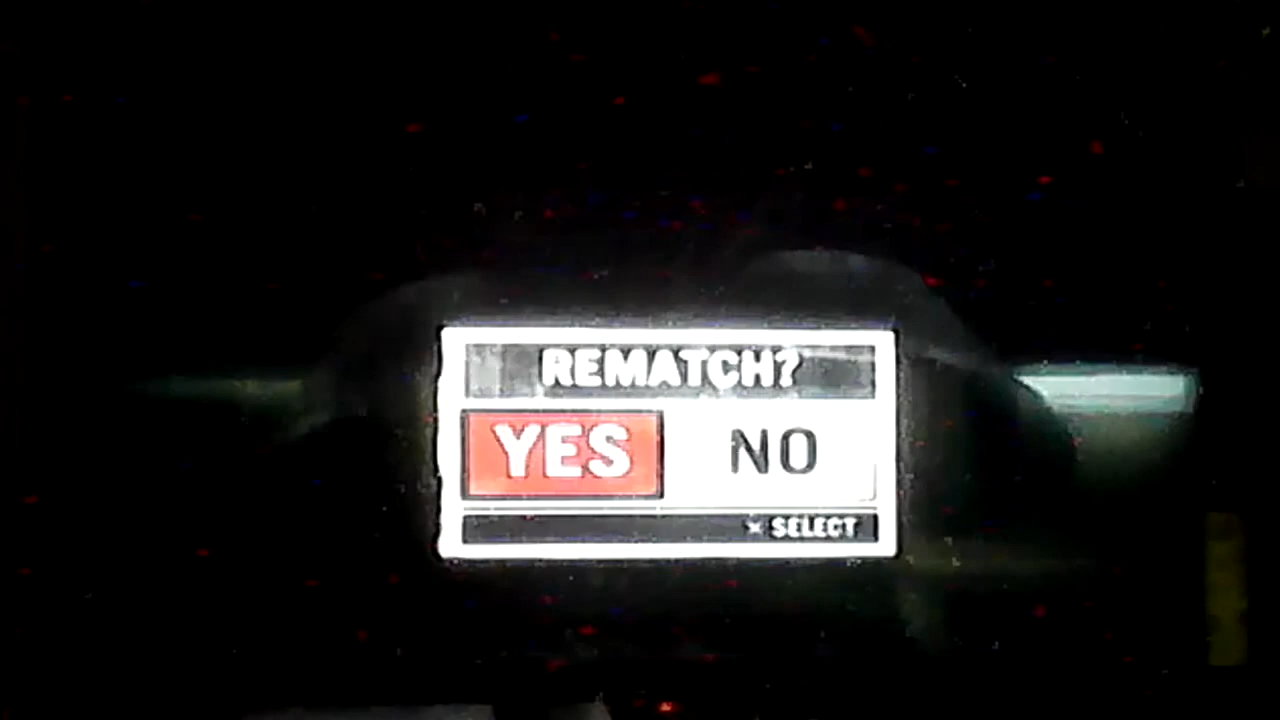 REMATCH?
YES NO
× SELECT